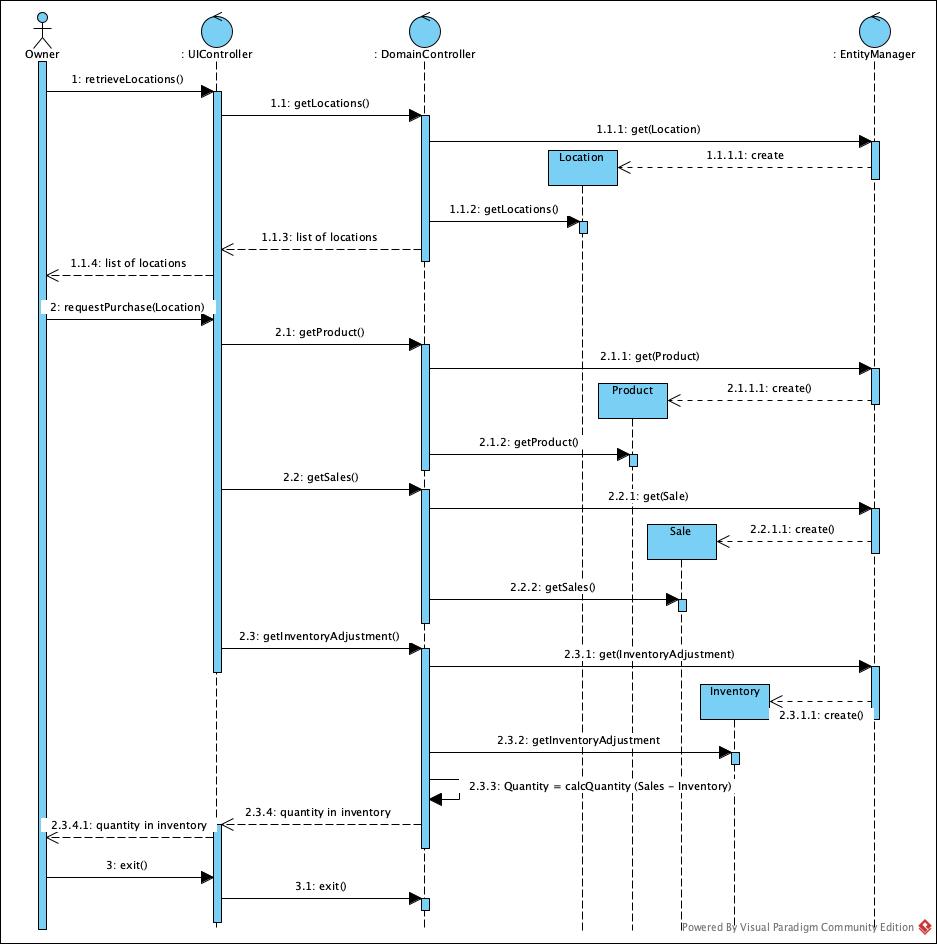 Owner
: UIController
: DomainController
: EntityManager
1: retrieveLocations()
1.1: getLocations()
1.1.1: get(Location)
Location
1.1.1.1: create
1.1.2: getLocations()
1.1.3: list of locations
1.1.4: list of locations
2: requestPurchase(Location)
2.1: getProduct()
2.1.1: get(Product)
Product
2.1.1.1: create()
2.1.2: getProduct()
2.2: getSales()
2.2.1: get(Sale)
Sale
2.2.1.1: create()
2.2.2: getSales()
2.3: getInventoryAdjustment()
2.3.1: get(InventoryAdjustment)
Inventory
2.3.1.1: create()
2.3.2: getInventoryAdjustment
2.3.3: Quantity = calcQuantity (Sales - Inventory)
2.3.4: quantity in inventory
2.3.4.1: quantity in inventory
3: exit()
3.1: exit()
Powered By Visual Paradigm Community Edition